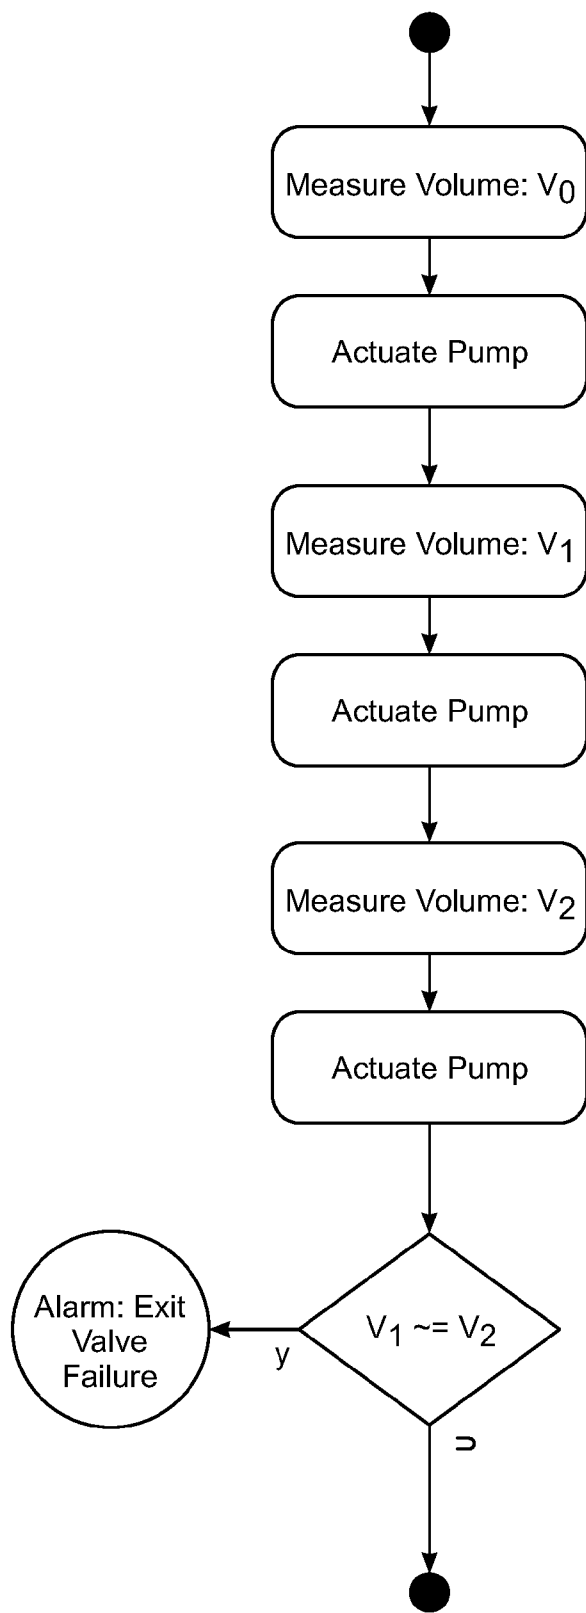 Measure Volume: V0
Actuate Pump
Measure Volume: V1
Actuate Pump
Measure Volume: V2
Actuate Pump
V1 ~= V2
Alarm: Exit
Valve
Failure
y
n